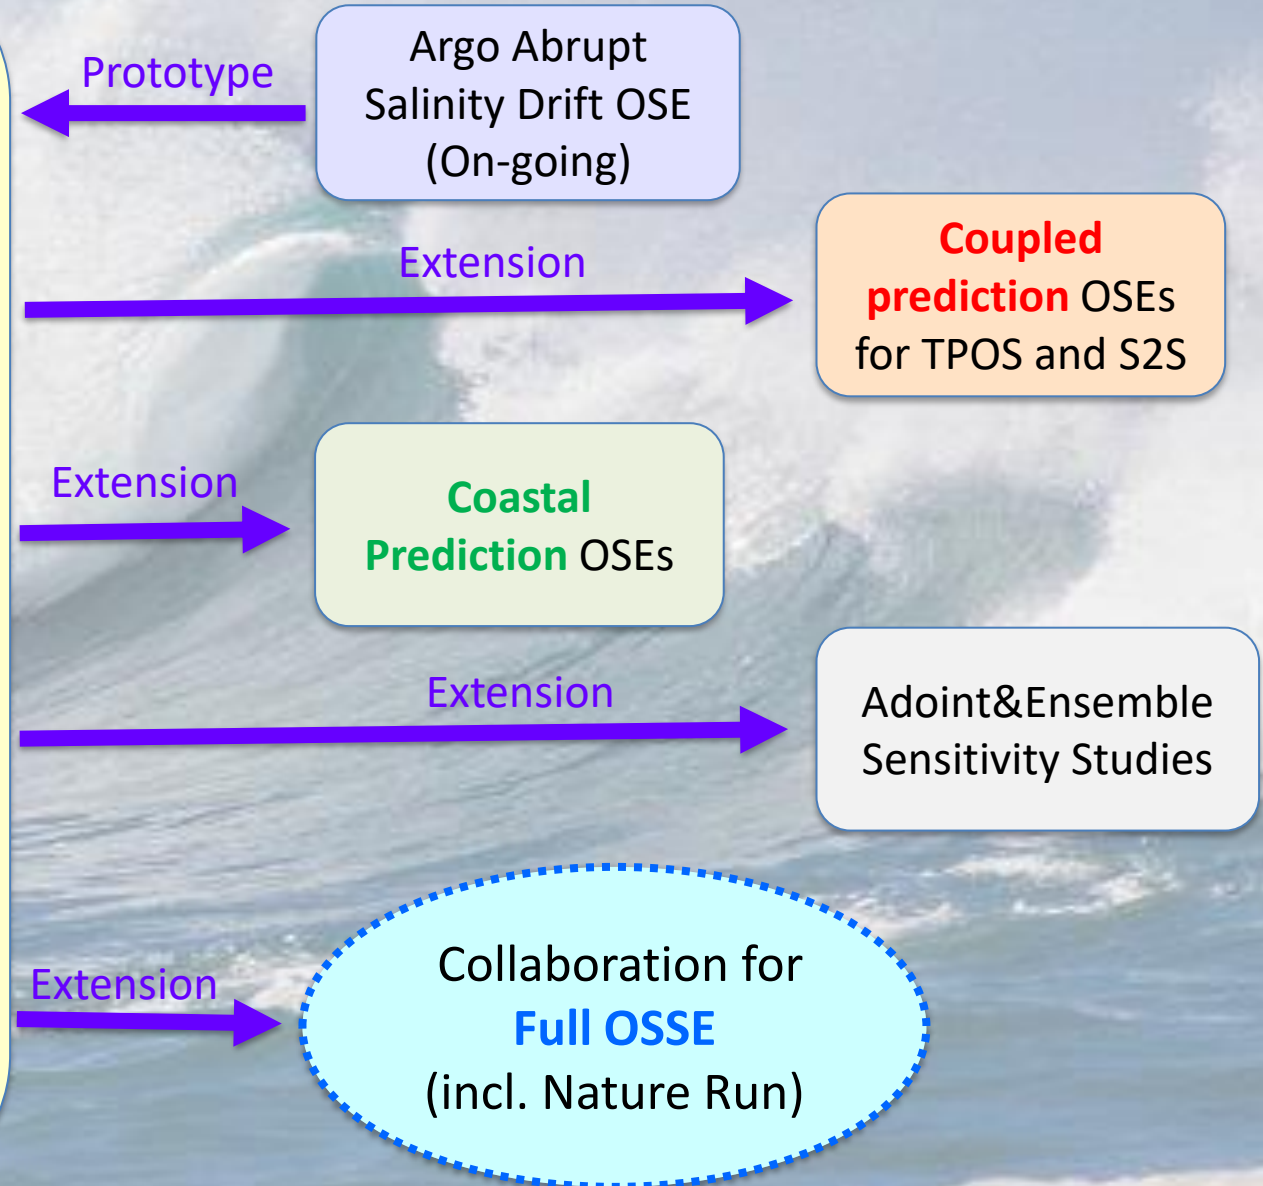 Prototype
Argo Abrupt
Salinity Drift OSE
(On-going)
Extension
Coupled
prediction OSEs
for TPOS and S2S
Extension
Coastal
Prediction OSEs
Extension
Adoint&Ensemble
Sensitivity Studies
Extension
Collaboration for
Full OSSE
(incl. Nature Run)